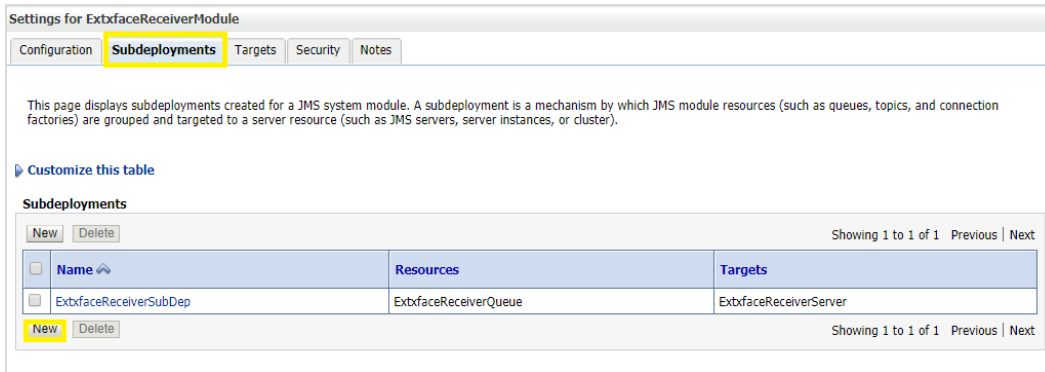 Settings for ExtxfaceReceiverModule
Configuration Subdeployments Targets Security Notes
This page displays subdeployments created for a JMS system module. A subdeployment is a mechanism by which JMS module resources (such as queues, topics, and connection
factories) are grouped and targeted to a server resource (such as JMS servers, server instances, or cluster).
Customize this table
Subdeployments
New Delete Showing 1 to 1 of 1 Previous | Next
Name Resources Targets
ExtxfaceReceiverSubDep ExtxfaceReceiverQueue ExtxfaceReceiverServer
New Delete Showing 1 to 1 of 1 Previous | Next